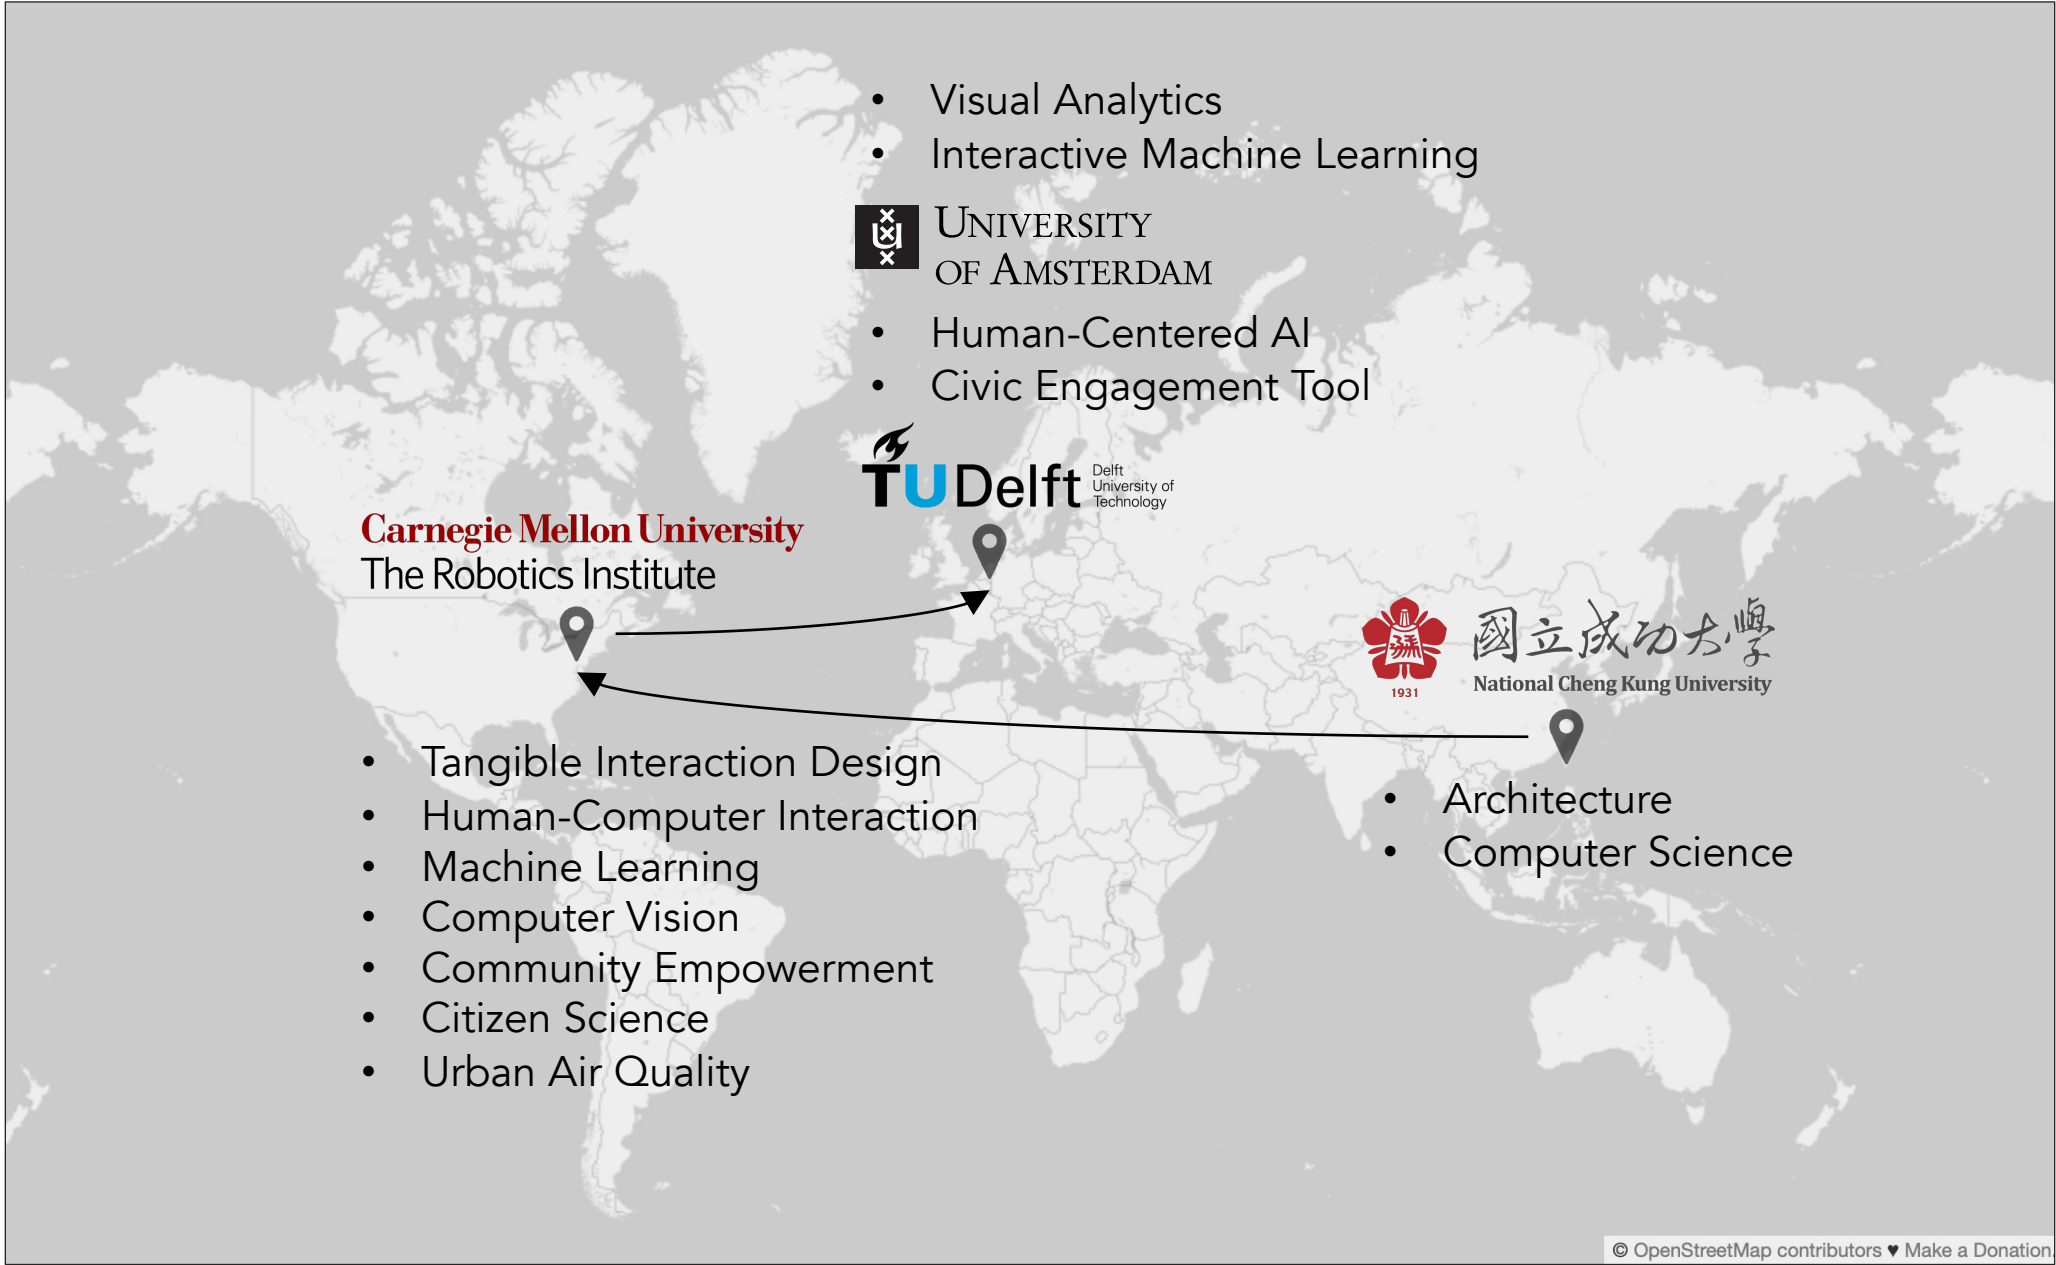 • Visual Analytics
• Interactive Machine Learning
UNIVERSITY
OF AMSTERDAM
• Human-Centered AI
• Civic Engagement Tool
TU Delft
Delft
University of
Technology
Carnegie Mellon University
The Robotics Institute
國立成功大學
National Cheng Kung University
1931
• Tangible Interaction Design
• Human-Computer Interaction
• Machine Learning
• Computer Vision
• Community Empowerment
• Citizen Science
• Urban Air Quality
• Architecture
• Computer Science
© OpenStreetMap contributors ♥ Make a Donation.